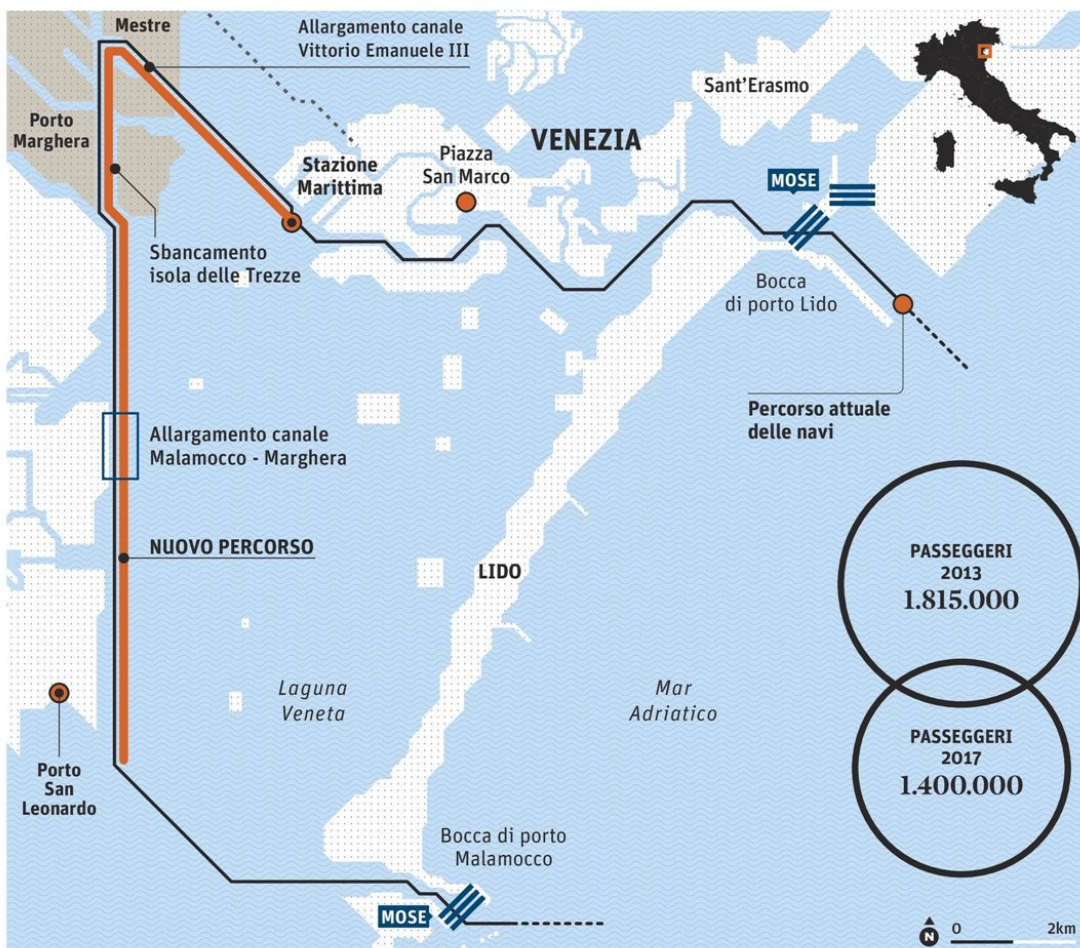 Mestre
Allargamento canale
Vittorio Emanuele III
Sant'Erasmo
Porto
Marghera
VENEZIA
Stazione
Marittima
Piazza
San Marco
MOSE
Sbancamento
isola delle Trezze
Bocca
di porto Lido
Percorso attuale
delle navi
Allargamento canale
Malamocco - Marghera
NUOVO PERCORSO
LIDO
PASSEGGERI
2013
1.815.000
Laguna
Veneta
Mar
Adriatico
PASSEGGERI
2017
1.400.000
Porto
San
Leonardo
Bocca di porto
Malamocco
MOSE
N
0 2km